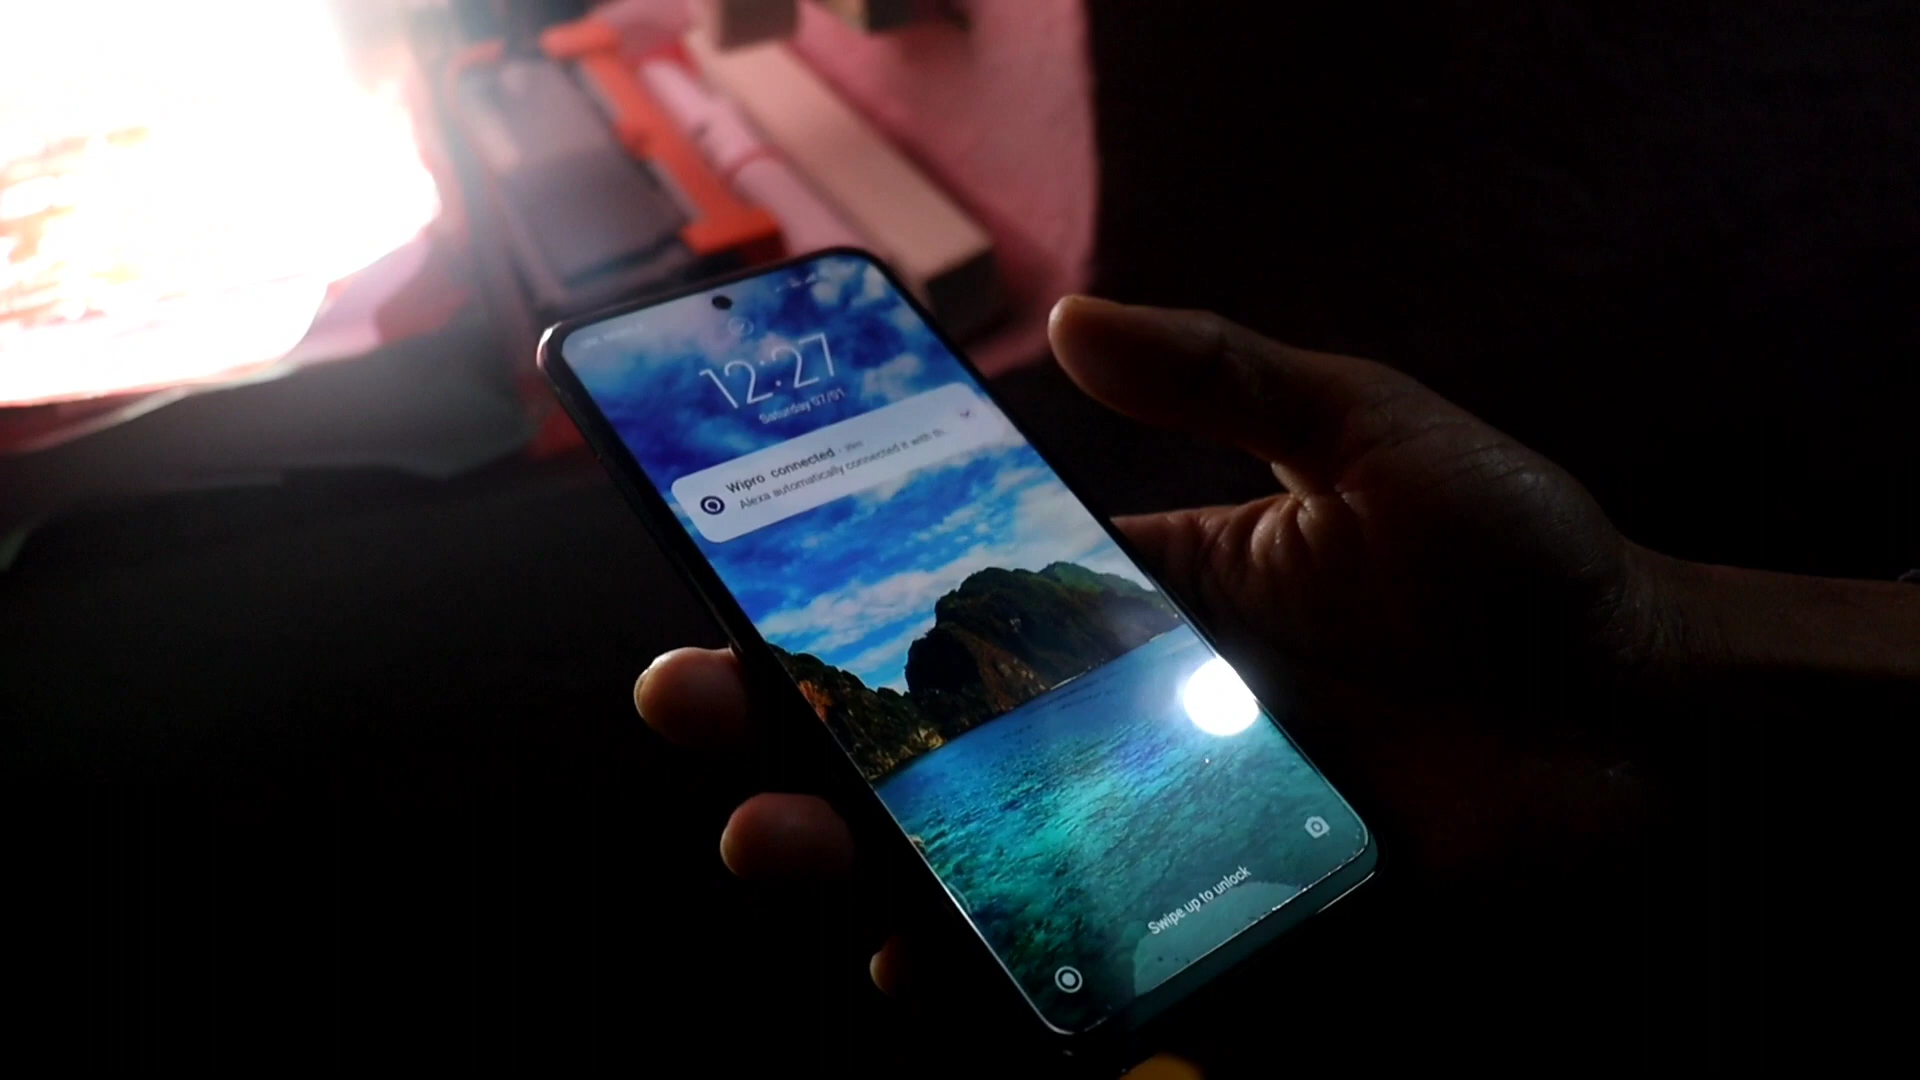 12:27
Saturday 07/01
Wipro connected
Alexa automatically connected it with th..
Swipe up to unlock